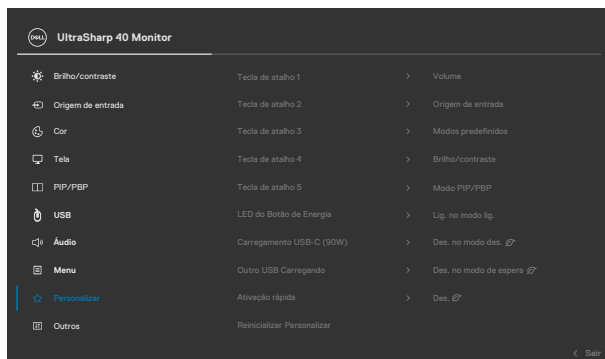 DELL UltraSharp 40 Monitor
Brilho/contraste Tecla de atalho 1 > Volume
Origem de entrada Tecla de atalho 2 > Origem de entrada
Cor Tecla de atalho 3 > Modos predefinidos
Tela Tecla de atalho 4 > Brilho/contraste
PIP/PBP Tecla de atalho 5 > Modo PIP/PBP
USB LED do Botão de Energia > Lig. no modo lig.
Áudio Carregamento USB-C (90W) > Des. no modo des.
Menu Outro USB Carregando > Des. no modo de espera
Personalizar Ativação rápida > Des.
Outros Reinicializar Personalizar
< Sair